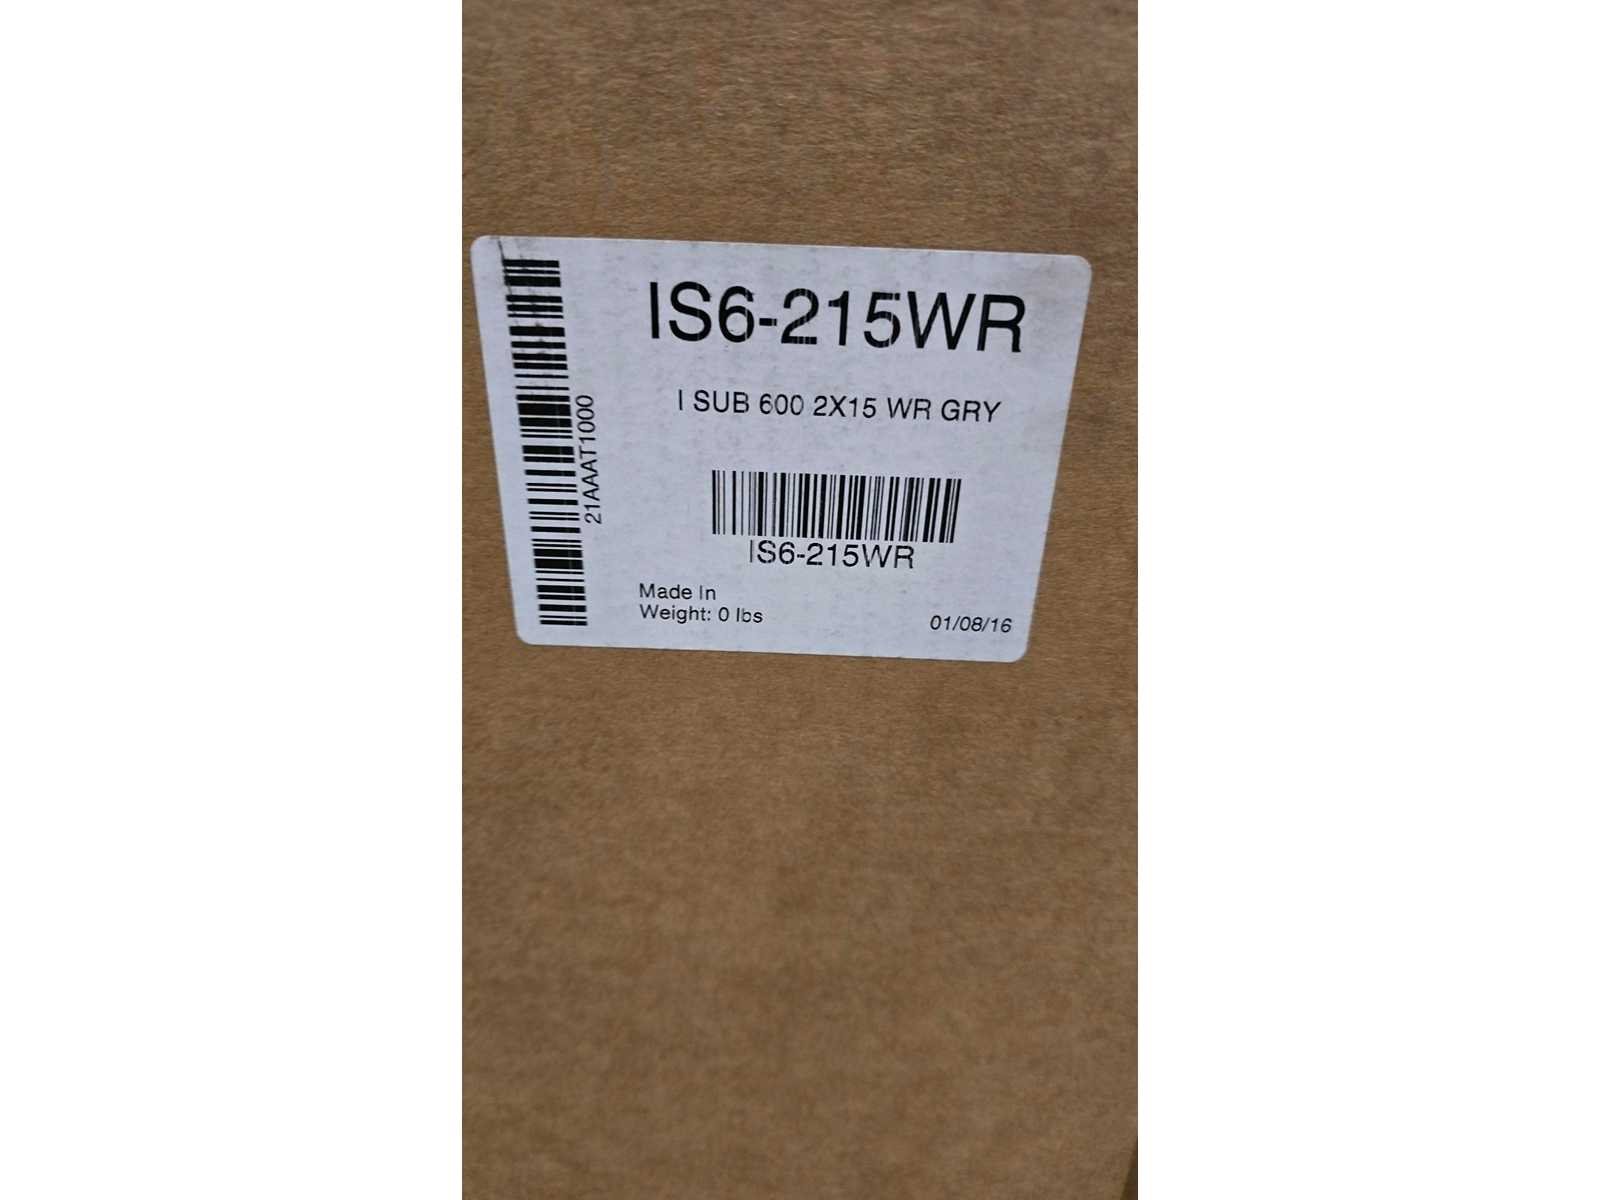 IS6-215WR
I SUB 600 2X15 WR GRY
21AAAT1000
IS6-215WR
Made In
Weight: 0 lbs
01/08/16